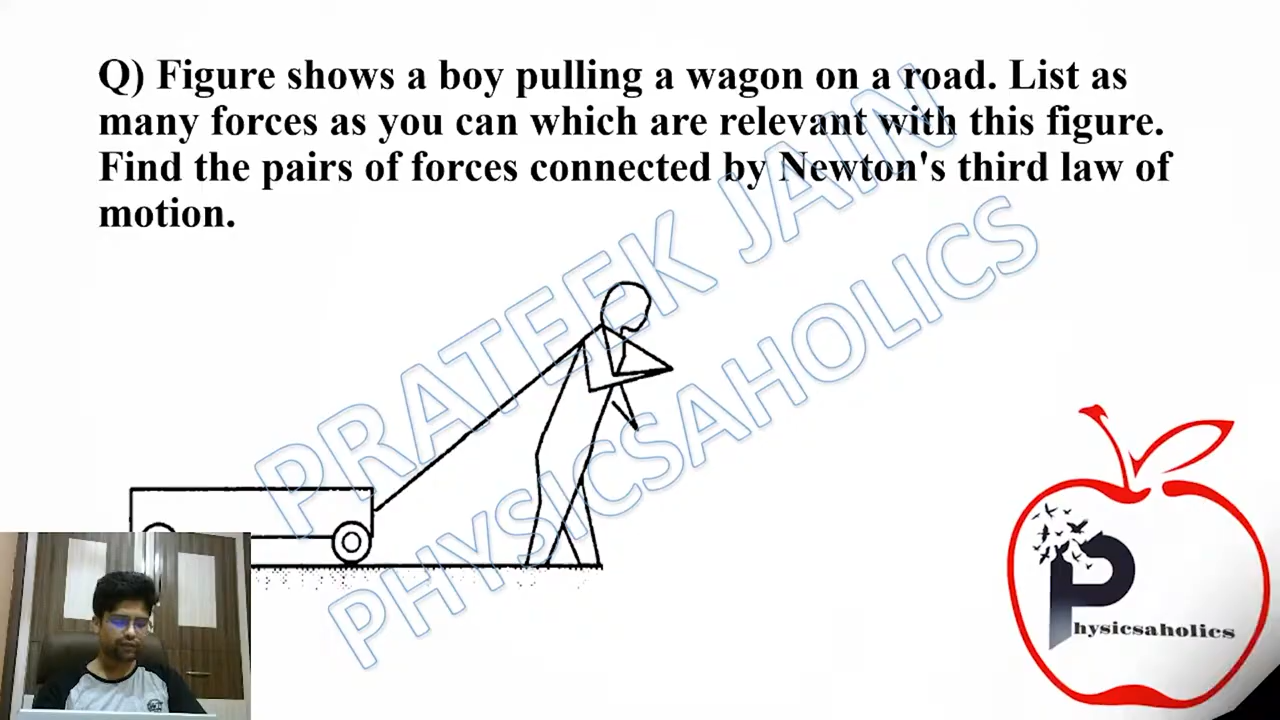 Q) Figure shows a boy pulling a wagon on a road. List as
many forces as you can which are relevant with this figure.
Find the pairs of forces connected by Newton's third law of
motion.
PRATEEK JAIN
PHYSICSAHOLICS
Physicsaholics